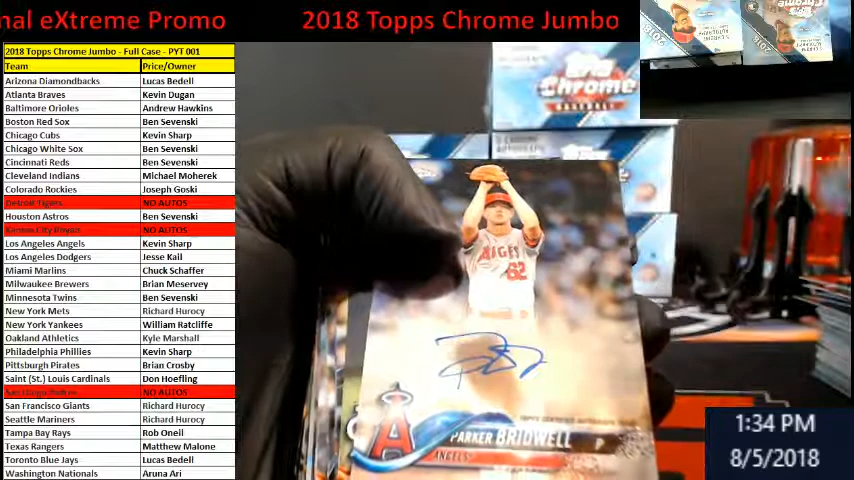 nal eXtreme Promo
2018 Topps Chrome Jumbo
2018 Topps Chrome Jumbo - Full Case - PYT 001
Team Price/Owner
Arizona Diamondbacks Lucas Bedell
Atlanta Braves Kevin Dugan
Baltimore Orioles Andrew Hawkins
Boston Red Sox Ben Sevenski
Chicago Cubs Kevin Sharp
Chicago White Sox Ben Sevenski
Cincinnati Reds Ben Sevenski
Cleveland Indians Michael Moherek
Colorado Rockies Joseph Goski
Detroit Tigers NO AUTOS
Houston Astros Ben Sevenski
Kansas City Royals NO AUTOS
Los Angeles Angels Kevin Sharp
Los Angeles Dodgers Jesse Kail
Miami Marlins Chuck Schaffer
Milwaukee Brewers Brian Meservey
Minnesota Twins Ben Sevenski
New York Mets Richard Hurocy
New York Yankees William Ratcliffe
Oakland Athletics Kyle Marshall
Philadelphia Phillies Kevin Sharp
Pittsburgh Pirates Brian Crosby
Saint (St.) Louis Cardinals Don Hoefling
San Diego Padres NO AUTOS
San Francisco Giants Richard Hurocy
Seattle Mariners Richard Hurocy
Tampa Bay Rays Rob Oneil
Texas Rangers Matthew Malone
Toronto Blue Jays Lucas Bedell
Washington Nationals Aruna Ari
Topps
Chrome
BASEBALL
2018
2018
ANGELS
62
PARKER BRIDWELL P
ANGELS
1:34 PM
8/5/2018